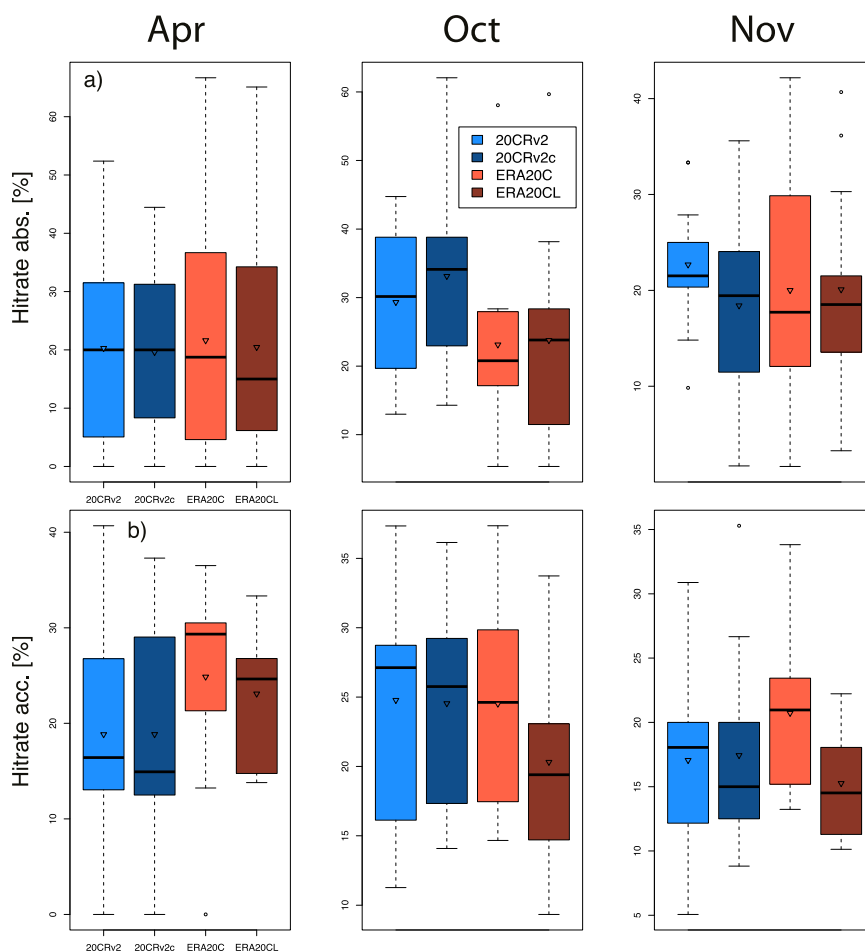 Apr Oct Nov
a)
Hitrate abs. [%]
0 10 20 30 40 50 60
10 20 30 40 50 60
10 20 30 40
20CRv2
20CRv2c
ERA20C
ERA20CL
20CRv2 20CRv2c ERA20C ERA20CL
b)
Hitrate acc. [%]
0 10 20 30 40
10 15 20 25 30 35
5 10 15 20 25 30 35
20CRv2 20CRv2c ERA20C ERA20CL